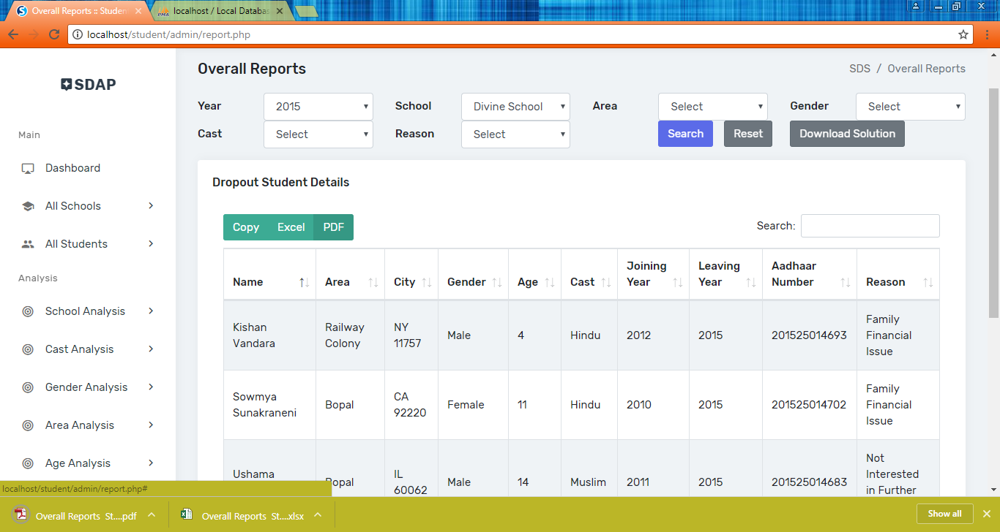 Overall Reports :: Studen
localhost / Local Databas
localhost/student/admin/report.php
SDAP
Main
Dashboard
All Schools
All Students
Analysis
School Analysis
Cast Analysis
Gender Analysis
Area Analysis
Age Analysis
Overall Reports
SDS / Overall Reports
Year 2015 School Divine School Area Select Gender Select
Cast Select Reason Select Search Reset Download Solution
Dropout Student Details
Copy Excel PDF Search:
Name Area City Gender Age Cast Joining Year Leaving Year Aadhaar Number Reason
Kishan Vandara Railway Colony NY 11757 Male 4 Hindu 2012 2015 201525014693 Family Financial Issue
Sowmya Sunakraneni Bopal CA 92220 Female 11 Hindu 2010 2015 201525014702 Family Financial Issue
Ushama Bopal IL 60062 Male 14 Muslim 2011 2015 201525014683 Not Interested in Further
localhost/student/admin/report.php#
Overall Reports St....pdf
Overall Reports St....xlsx
Show all